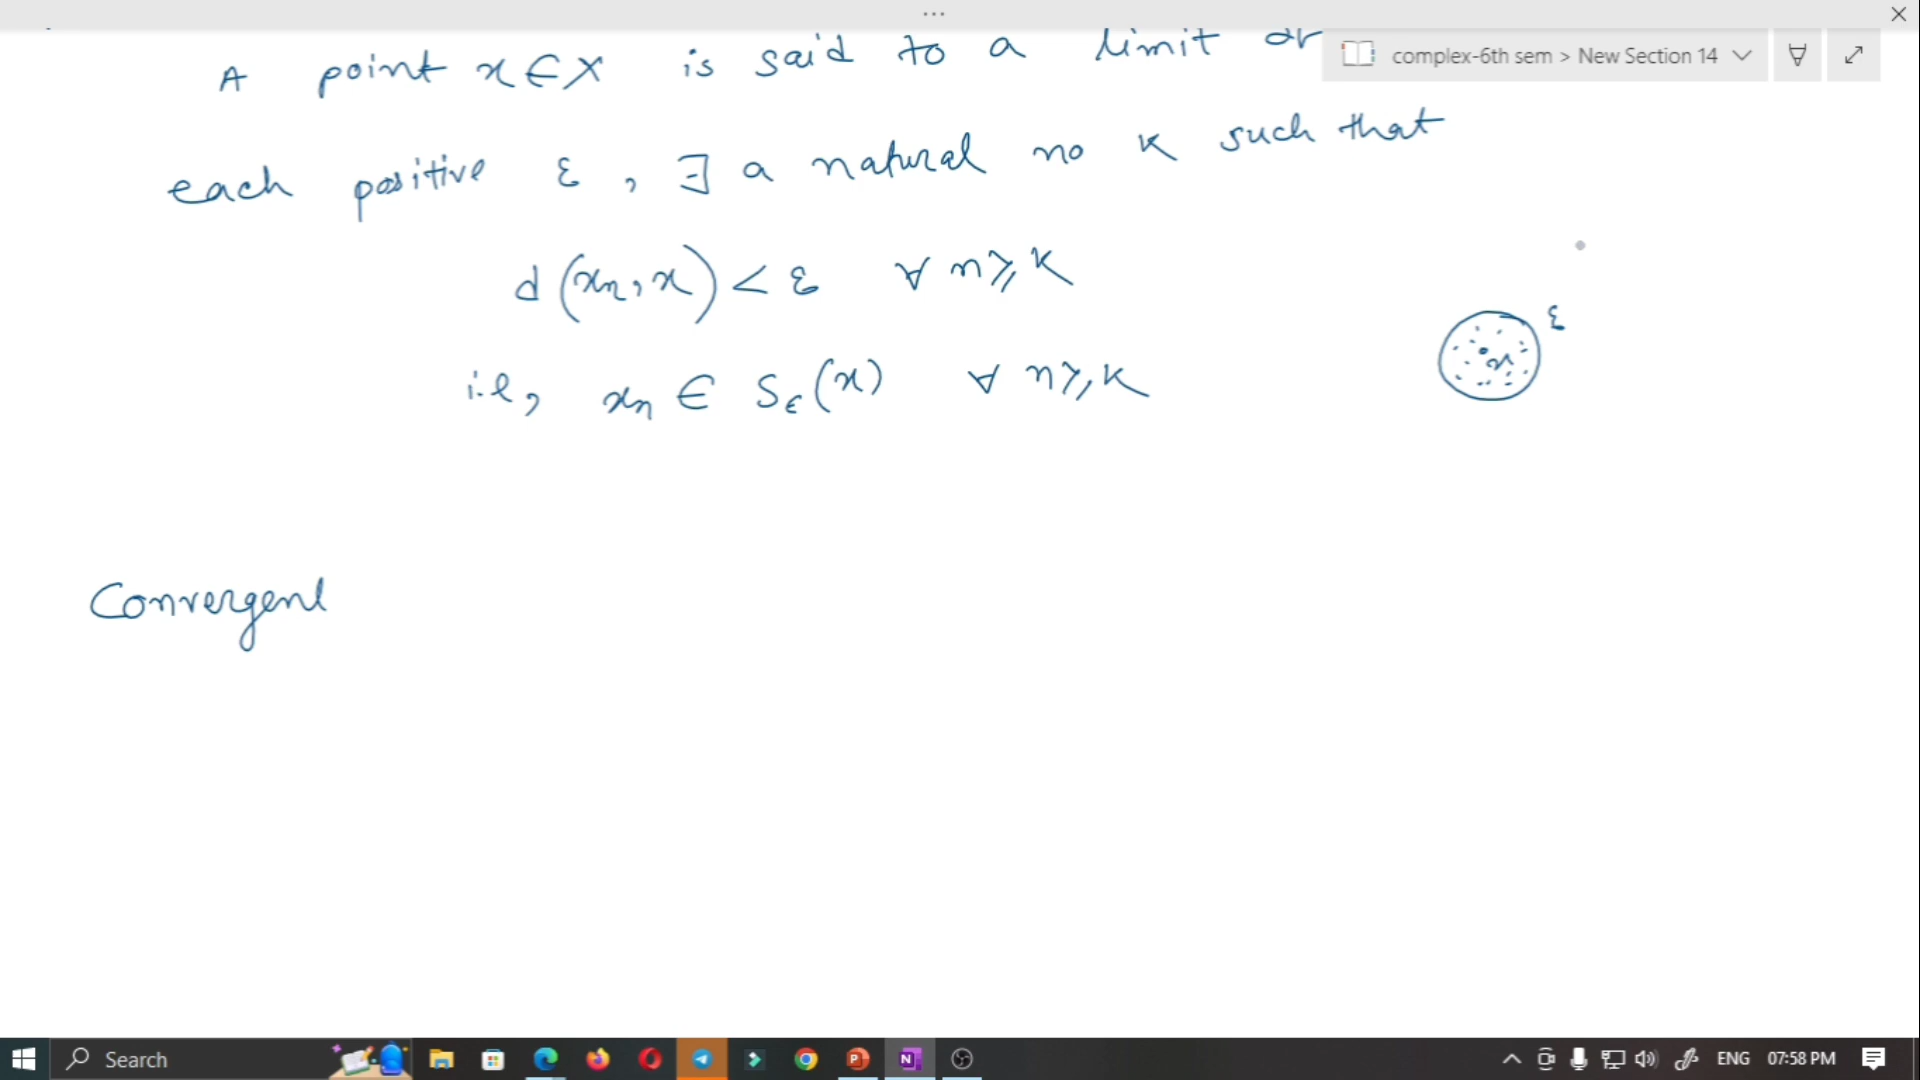 ...
A point x ∈ X is said to a limit or
complex-6th sem > New Section 14
each positive ε, ∃ a natural no K such that
d(xn, x) < ε ∀ n ⩾ K
ε
x
i.e, xn ∈ Sε(x) ∀ n ⩾ K
Convergent
Search
ENG 07:58 PM